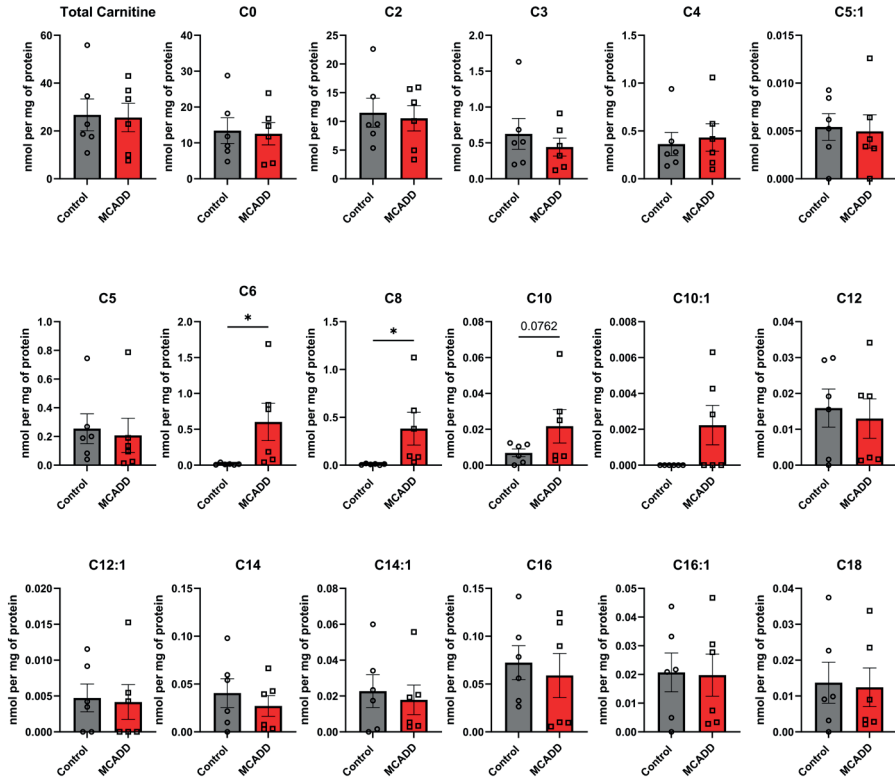 Total Carnitine
nmol per mg of protein
60
40
20
0
Control
MCADD
C0
nmol per mg of protein
40
30
20
10
0
Control
MCADD
C2
nmol per mg of protein
25
20
15
10
5
0
Control
MCADD
C3
nmol per mg of protein
2.0
1.5
1.0
0.5
0.0
Control
MCADD
C4
nmol per mg of protein
1.5
1.0
0.5
0.0
Control
MCADD
C5:1
nmol per mg of protein
0.015
0.010
0.005
0.000
Control
MCADD
C5
nmol per mg of protein
1.0
0.8
0.6
0.4
0.2
0.0
Control
MCADD
C6
nmol per mg of protein
2.0
1.5
1.0
0.5
0.0
*
Control
MCADD
C8
nmol per mg of protein
1.5
1.0
0.5
0.0
*
Control
MCADD
C10
nmol per mg of protein
0.08
0.06
0.04
0.02
0.00
0.0762
Control
MCADD
C10:1
nmol per mg of protein
0.008
0.006
0.004
0.002
0.000
Control
MCADD
C12
nmol per mg of protein
0.04
0.03
0.02
0.01
0.00
Control
MCADD
C12:1
nmol per mg of protein
0.020
0.015
0.010
0.005
0.000
Control
MCADD
C14
nmol per mg of protein
0.15
0.10
0.05
0.00
Control
MCADD
C14:1
nmol per mg of protein
0.08
0.06
0.04
0.02
0.00
Control
MCADD
C16
nmol per mg of protein
0.15
0.10
0.05
0.00
Control
MCADD
C16:1
nmol per mg of protein
0.05
0.04
0.03
0.02
0.01
0.00
Control
MCADD
C18
nmol per mg of protein
0.04
0.03
0.02
0.01
0.00
Control
MCADD